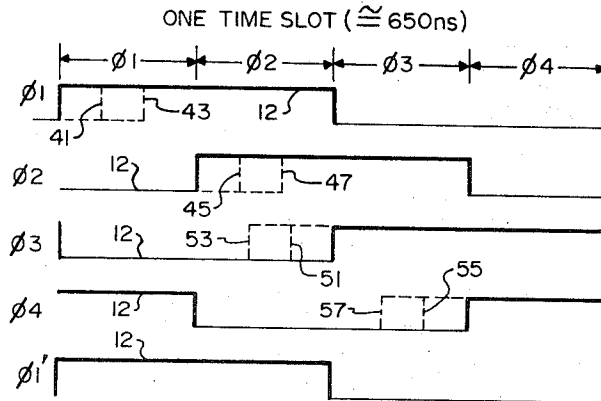 ONE TIME SLOT (≅ 650ns)
ø1 ø2 ø3 ø4
ø1 41 43 12
ø2 12 45 47
ø3 12 53 51 55
ø4 12 57
ø1' 12